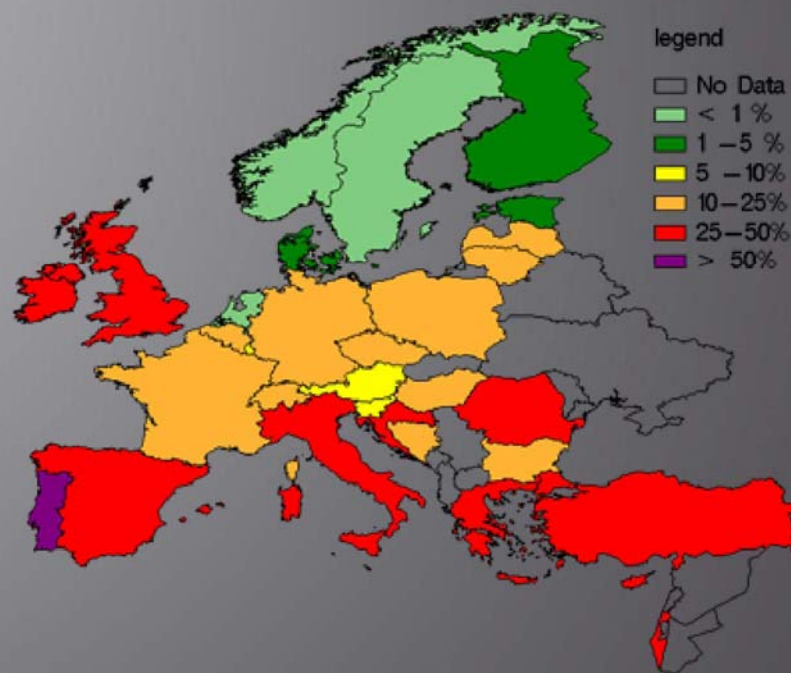 legend
No Data
< 1 %
1 –5 %
5 –10%
10–25%
25–50%
> 50%